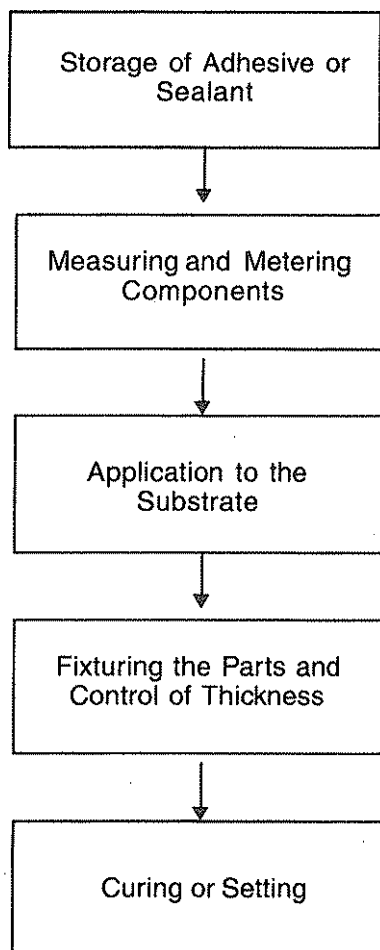 Storage of Adhesive or
Sealant
Measuring and Metering
Components
Application to the
Substrate
Fixturing the Parts and
Control of Thickness
Curing or Setting